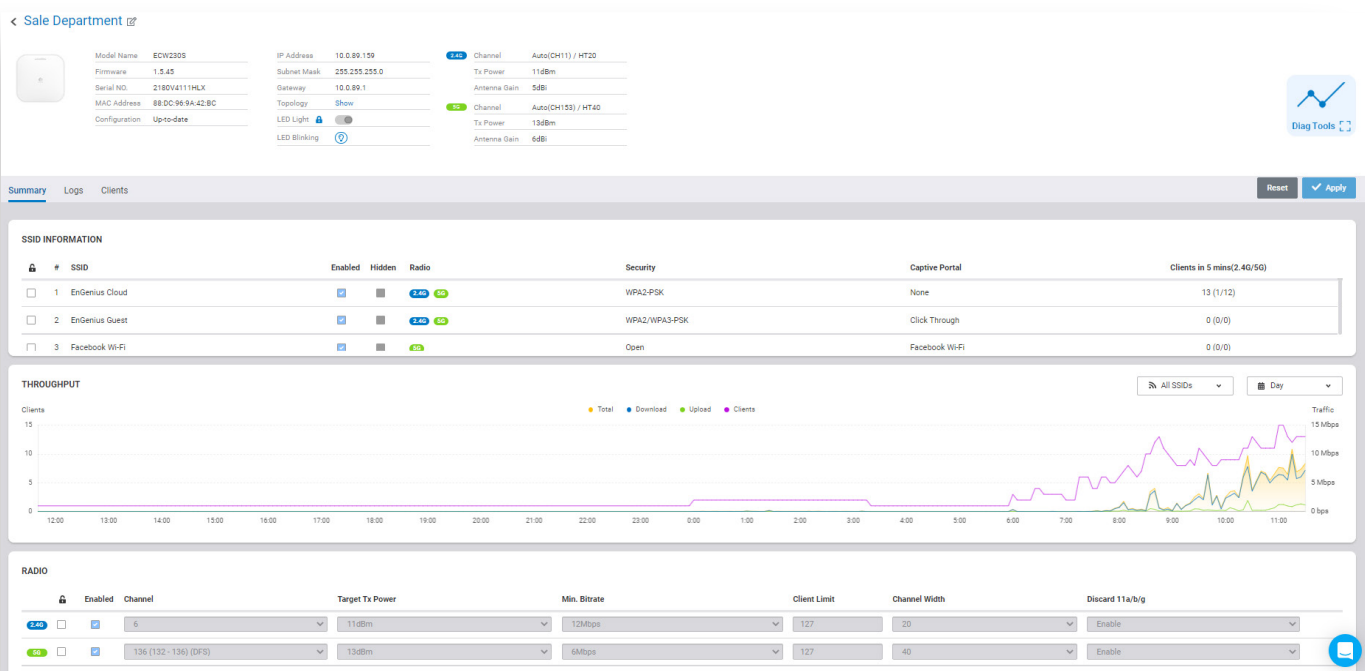 Sale Department
Model Name ECW230S IP Address 10.0.89.159 2.4G Channel Auto(CH11) / HT20
Firmware 1.5.45 Subnet Mask 255.255.255.0 Tx Power 11dBm
Serial NO. 2180V4111HLX Gateway 10.0.89.1 Antenna Gain 5dBi
MAC Address 88:DC:96:9A:42:BC Topology Show 5G Channel Auto(CH153) / HT40
Configuration Up-to-date LED Light Tx Power 13dBm
LED Blinking Antenna Gain 6dBi
Diag Tools
Summary Logs Clients Reset Apply
SSID INFORMATION
# SSID Enabled Hidden Radio Security Captive Portal Clients in 5 mins(2.4G/5G)
1 EnGenius Cloud 2.4G 5G WPA2-PSK None 13 (1/12)
2 EnGenius Guest 2.4G 5G WPA2/WPA3-PSK Click Through 0 (0/0)
3 Facebook Wi-Fi 5G Open Facebook Wi-Fi 0 (0/0)
THROUGHPUT All SSIDs Day
Clients Total Download Upload Clients Traffic
15 15 Mbps
10 10 Mbps
5 5 Mbps
0 0 bps
12:00 13:00 14:00 15:00 16:00 17:00 18:00 19:00 20:00 21:00 22:00 23:00 0:00 1:00 2:00 3:00 4:00 5:00 6:00 7:00 8:00 9:00 10:00 11:00
RADIO
Enabled Channel Target Tx Power Min. Bitrate Client Limit Channel Width Discard 11a/b/g
2.4G 6 11dBm 12Mbps 127 20 Enable
5G 136 (132 - 136) (DFS) 13dBm 6Mbps 127 40 Enable